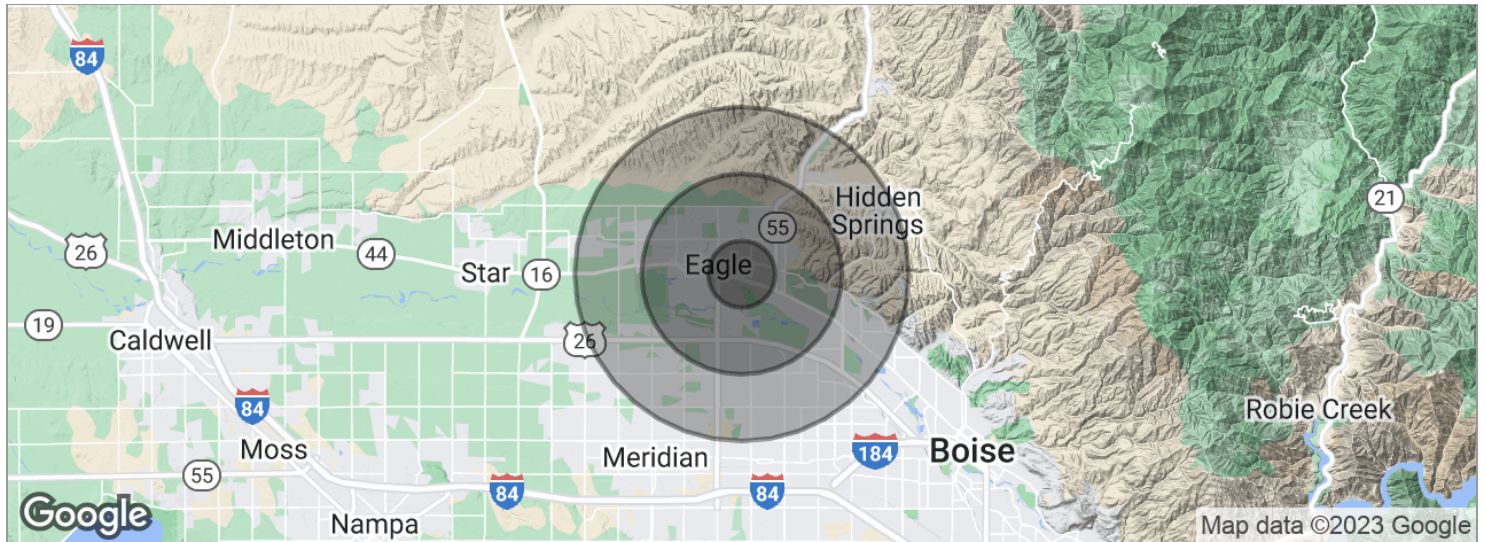 84
Hidden
Springs
21
55
26
Middleton
44
Star
16
Eagle
19
Caldwell
26
84
Robie Creek
Moss
Meridian
184
Boise
55
84
84
Google
Nampa
Map data ©2023 Google